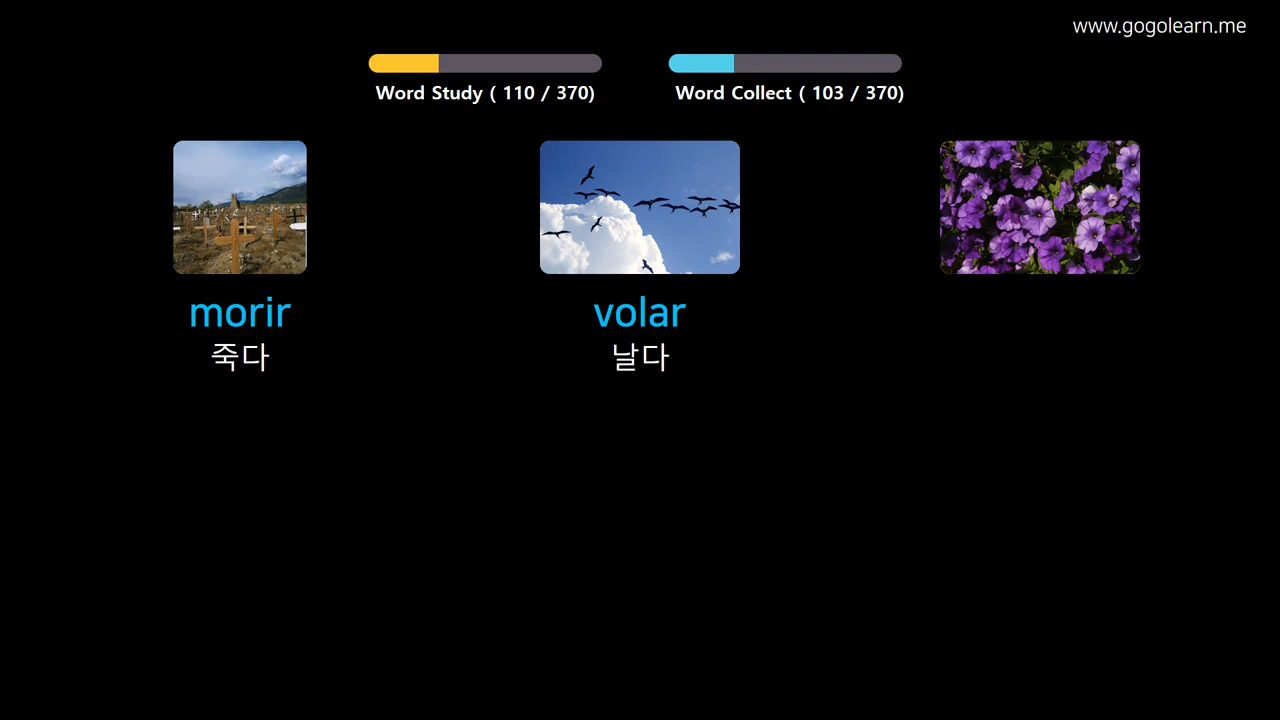 www.gogolearn.me
Word Study ( 110 / 370)
Word Collect ( 103 / 370)
morir
죽다
volar
날다